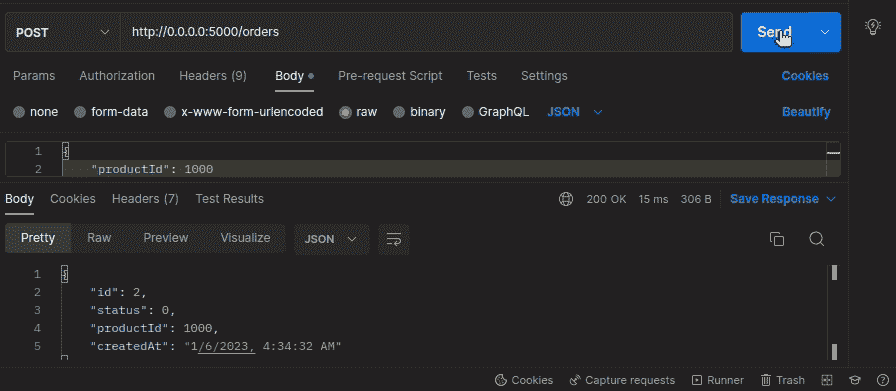 POST http://0.0.0.0:5000/orders Send
Params Authorization Headers (9) Body Pre-request Script Tests Settings Cookies
none form-data x-www-form-urlencoded raw binary GraphQL JSON Beautify
1 {
2 "productId": 1000
Body Cookies Headers (7) Test Results 200 OK 15 ms 306 B Save Response
Pretty Raw Preview Visualize JSON
1 {
2 "id": 2,
3 "status": 0,
4 "productId": 1000,
5 "createdAt": "1/6/2023, 4:34:32 AM"
Cookies Capture requests Runner Trash